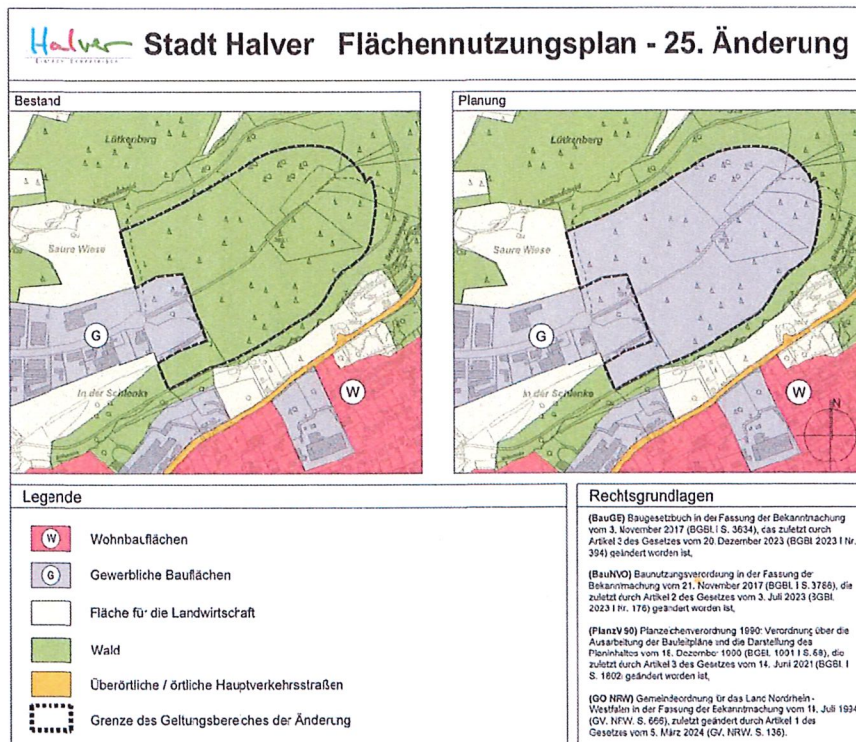 Halver
Stadt Halver Flächennutzungsplan - 25. Änderung
Bestand
Lütkenberg
Saure Wiese
G
In der Schlenke
W
Planung
Lütkenberg
Saure Wiese
G
In der Schlenke
W
N
Legende
W Wohnbauflächen
G Gewerbliche Bauflächen
Fläche für die Landwirtschaft
Wald
Überörtliche / örtliche Hauptverkehrsstraßen
Grenze des Geltungsbereiches der Änderung
Rechtsgrundlagen
(BauGE) Baugesetzbuch in der Fassung der Bekanntmachung
vom 3. November 2017 (BGBl. I S. 3634), das zuletzt durch
Artikel 3 des Gesetzes vom 20. Dezember 2023 (BGBl 2023 I Nr.
394) geändert worden ist,
(BauNVO) Baunutzungsverordnung in der Fassung der
Bekanntmachung vom 21. November 2017 (BGBl. I S. 3786), die
zuletzt durch Artikel 2 des Gesetzes vom 3. Juli 2023 (BGBl.
2023 I Nr. 176) geändert worden ist,
(PlanzV 90) Planzeichenverordnung 1990: Verordnung über die
Ausarbeitung der Bauleitpläne und die Darstellung des
Planinhaltes vom 18. Dezember 1990 (BGBl. 1991 I S. 58), die
zuletzt durch Artikel 3 des Gesetzes vom 14. Juni 2021 (BGBl. I
S. 1802) geändert worden ist,
(GO NRW) Gemeindeordnung für das Land Nordrhein -
Westfalen in der Fassung der Bekanntmachung vom 14. Juli 1994
(GV. NRW. S. 666), zuletzt geändert durch Artikel 1 des
Gesetzes vom 5. März 2024 (GV. NRW. S. 136).